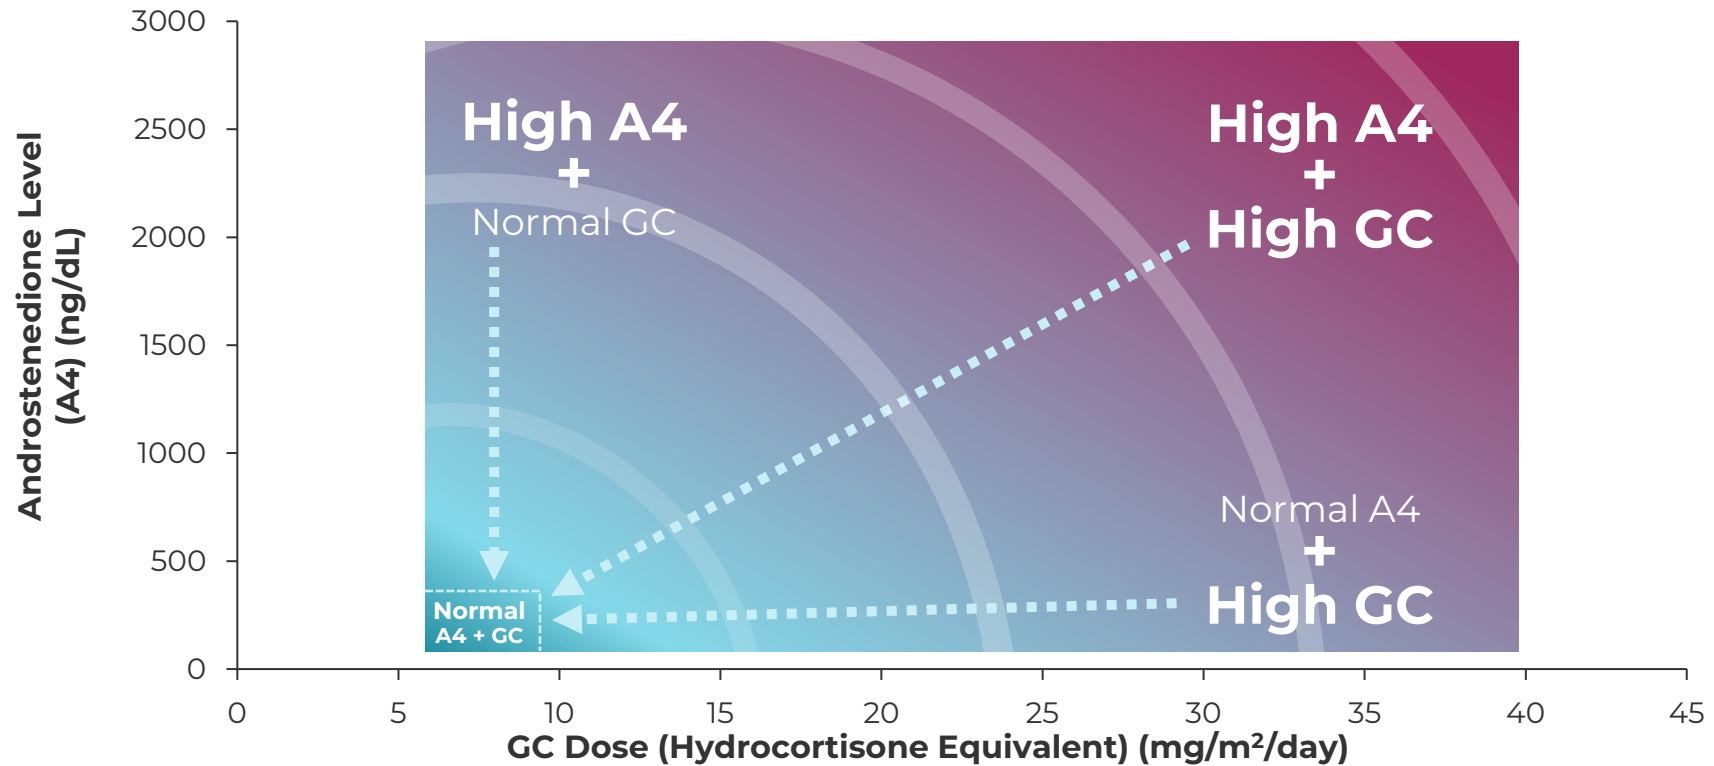 3000
2500
2000
1500
1000
500
0
Androstenedione Level
(A4) (ng/dL)
High A4
+
Normal GC
High A4
+
High GC
Normal A4
+
High GC
Normal
A4 + GC
0 5 10 15 20 25 30 35 40 45
GC Dose (Hydrocortisone Equivalent) (mg/m²/day)